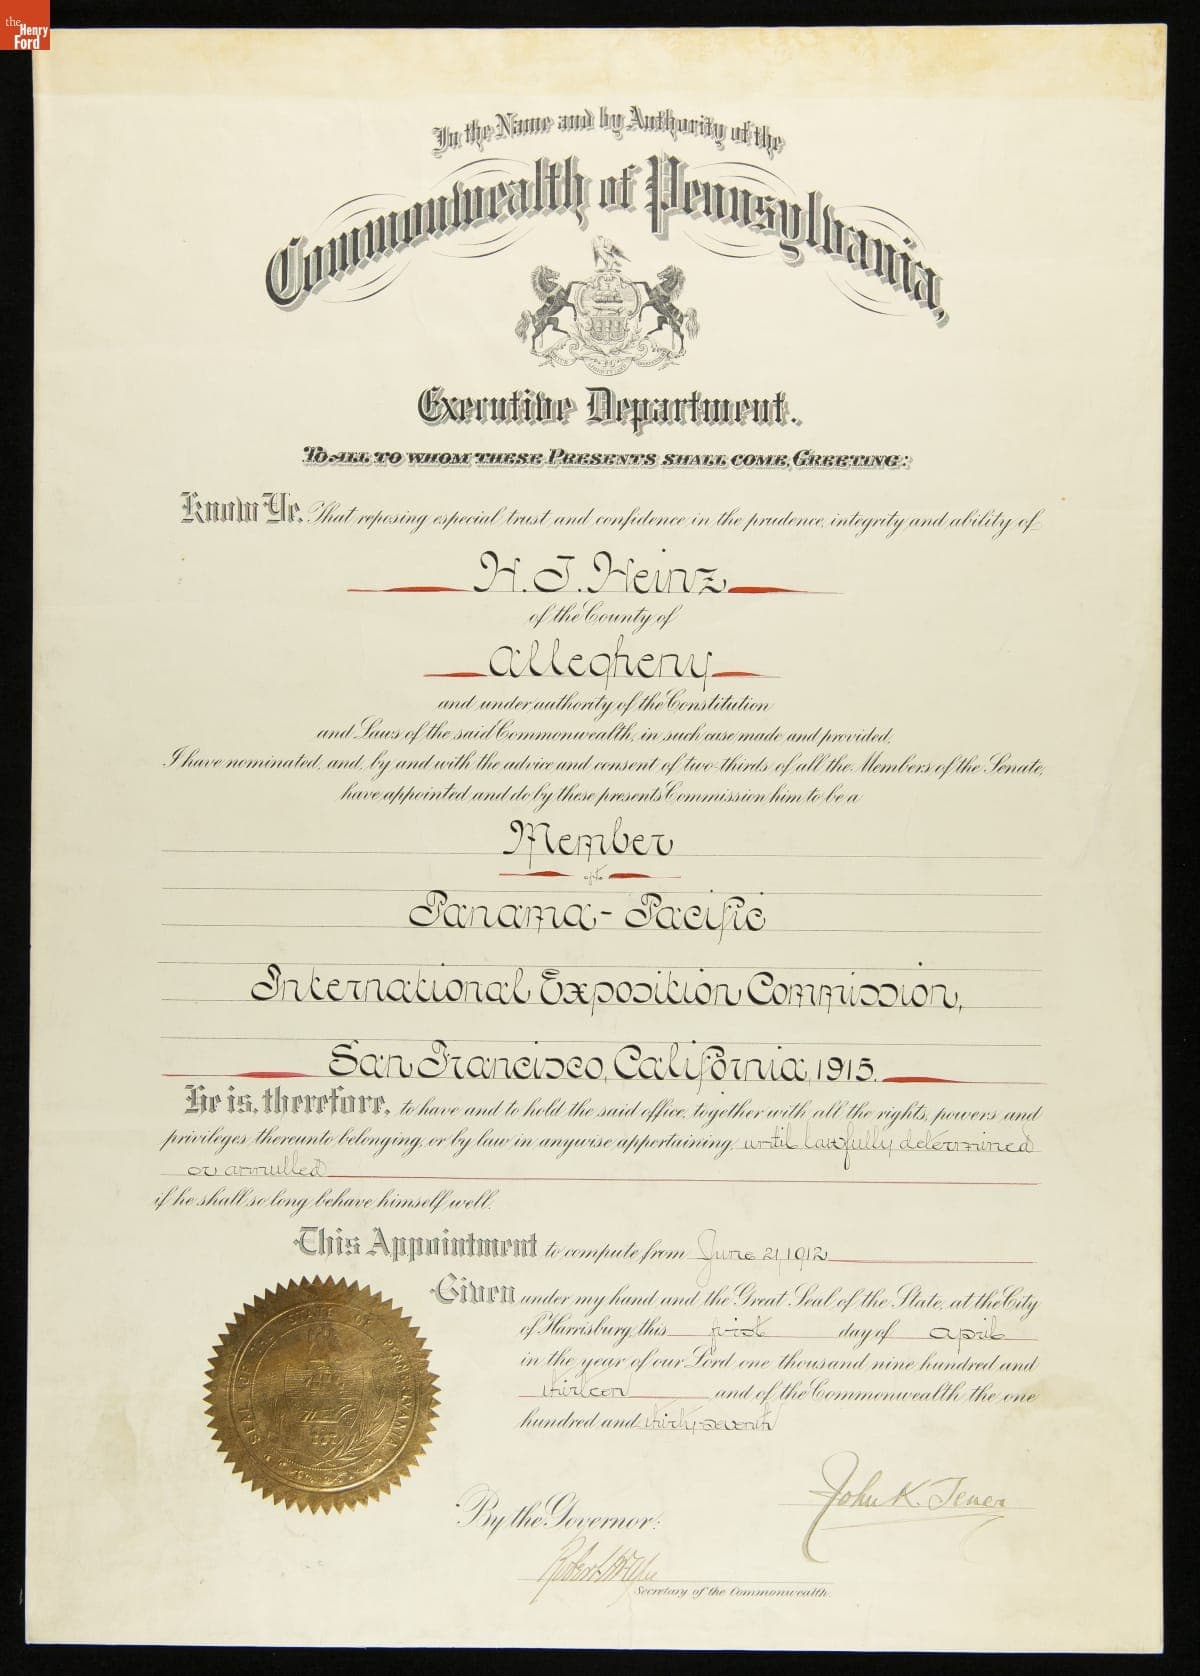 the Henry Ford
In the Name and by Authority of the
Commonwealth of Pennsylvania,
Executive Department.
To all to whom these Presents shall come, Greeting:
Know Ye, That reposing especial trust and confidence in the prudence, integrity and ability of
H. J. Heinz
of the County of
Allegheny
and under authority of the Constitution
and Laws of the said Commonwealth, in such case made and provided,
I have nominated, and, by and with the advice and consent of two-thirds of all the Members of the Senate,
have appointed and do by these presents Commission him to be a
Member
of the
Panama-Pacific
International Exposition Commission,
San Francisco, California, 1915.
He is, therefore, to have and to hold the said office, together with all the rights, powers and
privileges thereunto belonging, or by law in anywise appertaining, until lawfully determined
or annulled
if he shall so long behave himself well.
This Appointment to compute from June 21, 1912
Given under my hand and the Great Seal of the State, at the City
of Harrisburg, this first day of April
in the year of our Lord one thousand nine hundred and
thirteen and of the Commonwealth the one
hundred and thirty-seventh
SEAL OF THE STATE OF PENNSYLVANIA
John K. Tener
By the Governor:
Secretary of the Commonwealth.